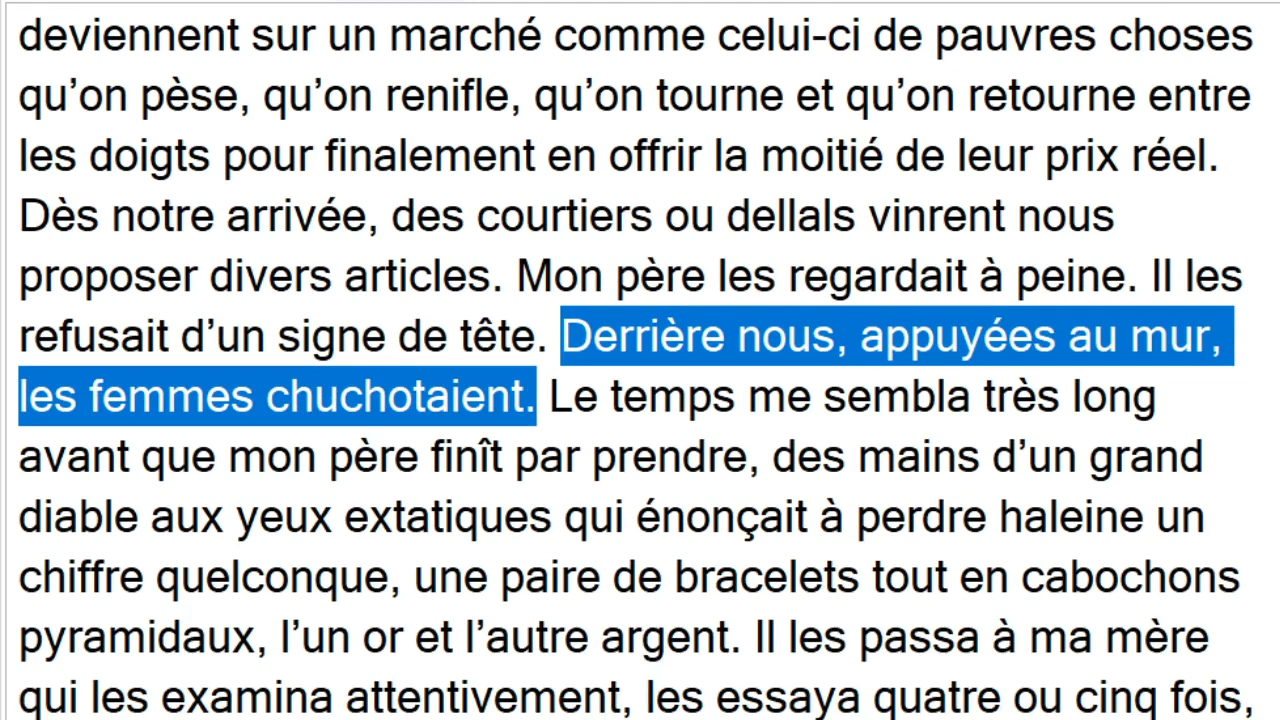 deviennent sur un marché comme celui-ci de pauvres choses
qu’on pèse, qu’on renifle, qu’on tourne et qu’on retourne entre
les doigts pour finalement en offrir la moitié de leur prix réel.
Dès notre arrivée, des courtiers ou dellals vinrent nous
proposer divers articles. Mon père les regardait à peine. Il les
refusait d’un signe de tête. Derrière nous, appuyées au mur,
les femmes chuchotaient. Le temps me sembla très long
avant que mon père finît par prendre, des mains d’un grand
diable aux yeux extatiques qui énonçait à perdre haleine un
chiffre quelconque, une paire de bracelets tout en cabochons
pyramidaux, l’un or et l’autre argent. Il les passa à ma mère
qui les examina attentivement, les essaya quatre ou cinq fois,